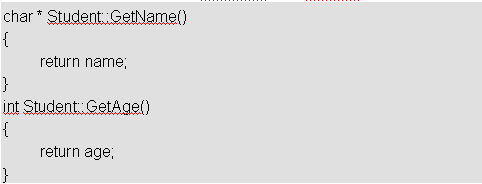 char * Student::GetName()
{
return name;
}
int Student::GetAge()
{
return age;
}